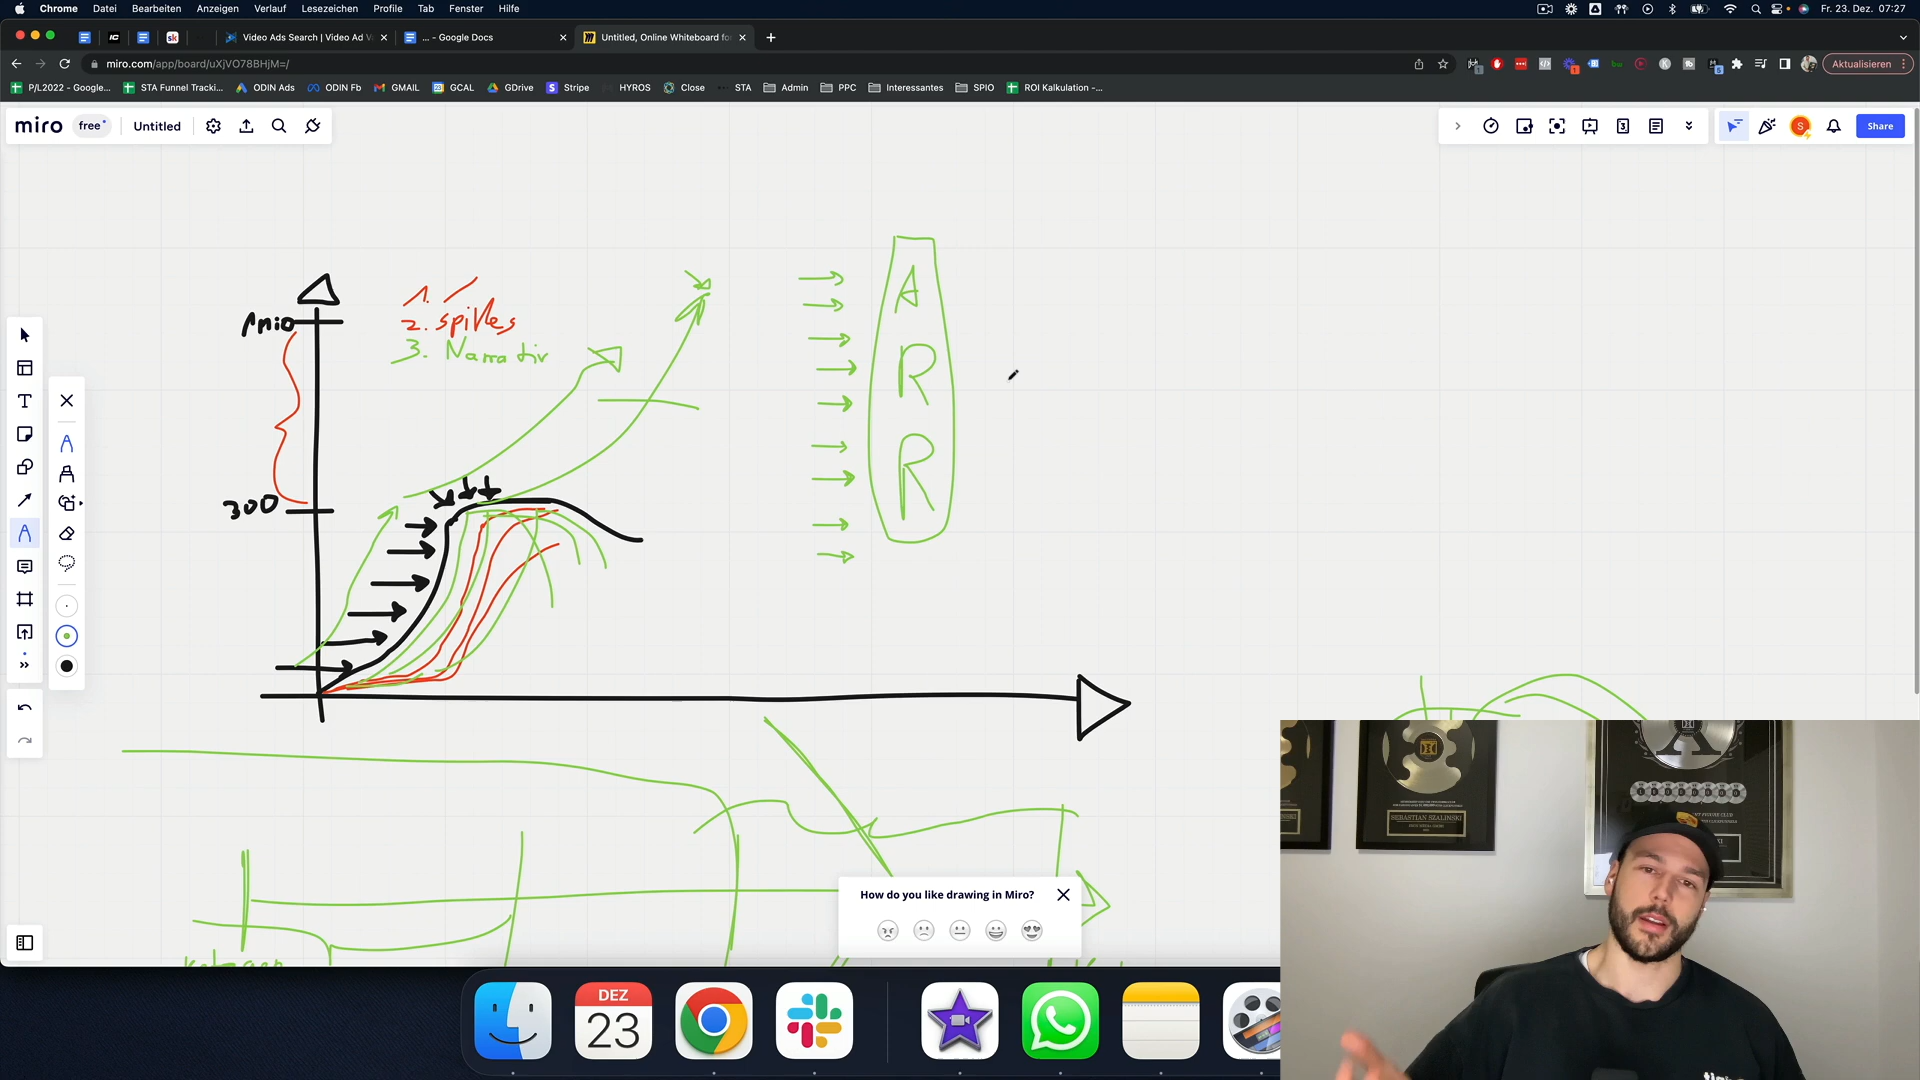 Chrome Datei Bearbeiten Anzeigen Verlauf Lesezeichen Profile Tab Fenster Hilfe
Fr. 23. Dez. 07:27
Video Ads Search | Video Ad V
... - Google Docs
Untitled, Online Whiteboard fo
miro.com/app/board/uXjVO78BHjM=/
Aktualisieren
P/L2022 - Google...
STA Funnel Tracki...
ODIN Ads
ODIN Fb
GMAIL
GCAL
GDrive
Stripe
HYROS
Close
STA
Admin
PPC
Interessantes
SPIO
ROI Kalkulation -...
miro
free
Untitled
S
Share
1.
2. spikes
3. Narrativ
1mio
300
A
R
R
How do you like drawing in Miro?
DEZ
23
SEBASTIAN SZALINSKI